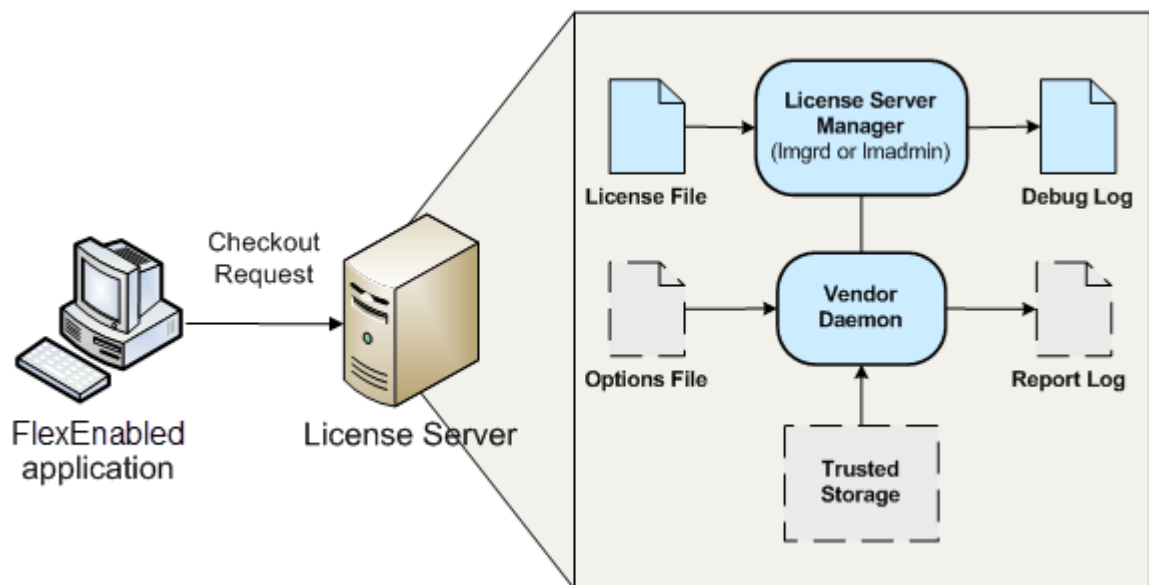 License Server
Manager
(lmgrd or lmadmin)
License File
Debug Log
Checkout
Request
Vendor
Daemon
Options File
Report Log
FlexEnabled
application
License Server
Trusted
Storage